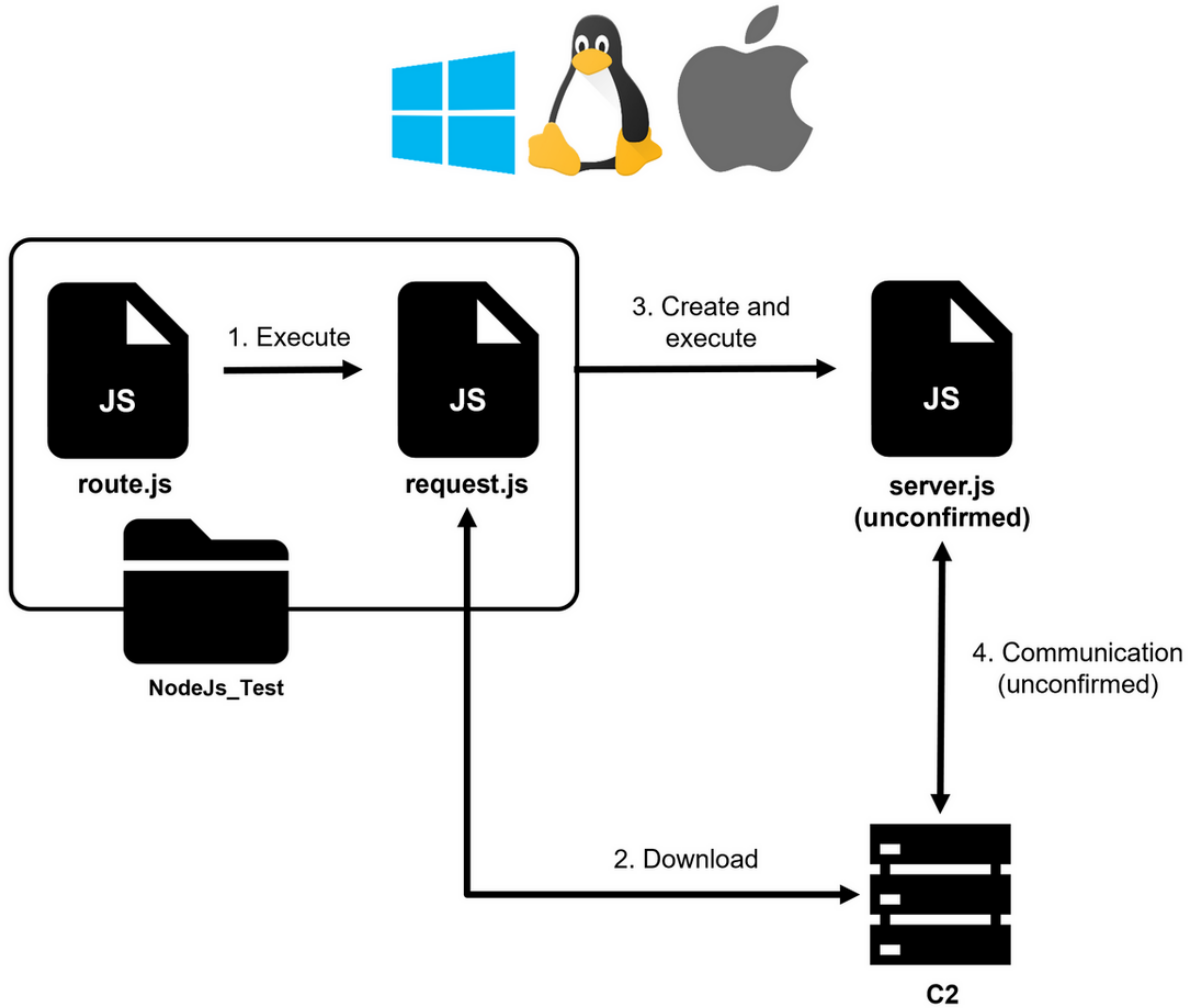 1. Execute
3. Create and
execute
JS
JS
JS
route.js
request.js
server.js
(unconfirmed)
NodeJs_Test
4. Communication
(unconfirmed)
2. Download
C2